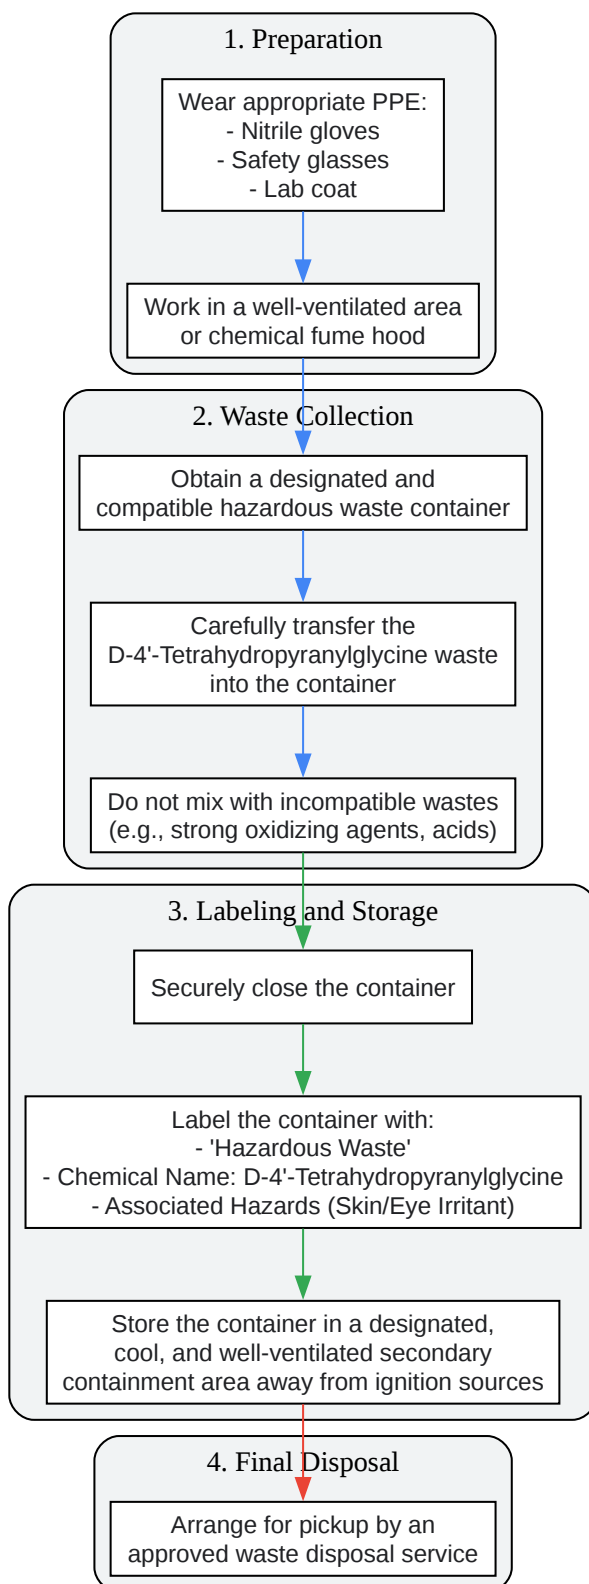 1. Preparation
Wear appropriate PPE:
- Nitrile gloves
- Safety glasses
- Lab coat
Work in a well-ventilated area
or chemical fume hood
2. Waste Collection
Obtain a designated and
compatible hazardous waste container
Carefully transfer the
D-4'-Tetrahydropyranylglycine waste
into the container
Do not mix with incompatible wastes
(e.g., strong oxidizing agents, acids)
3. Labeling and Storage
Securely close the container
Label the container with:
- 'Hazardous Waste'
- Chemical Name: D-4'-Tetrahydropyranylglycine
- Associated Hazards (Skin/Eye Irritant)
Store the container in a designated,
cool, and well-ventilated secondary
containment area away from ignition sources
4. Final Disposal
Arrange for pickup by an
approved waste disposal service